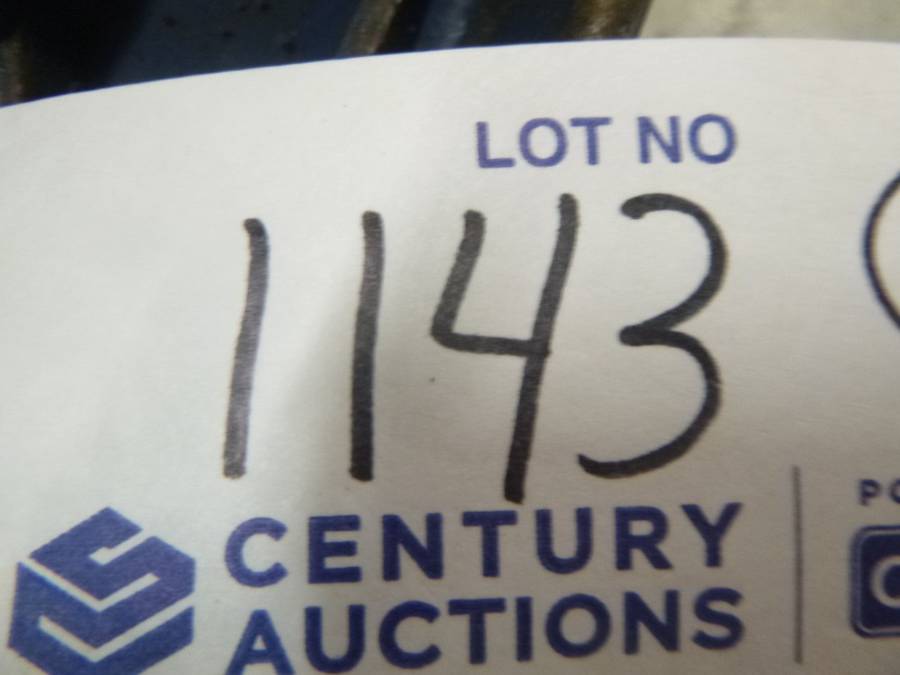 LOT NO
1143
CENTURY
AUCTIONS